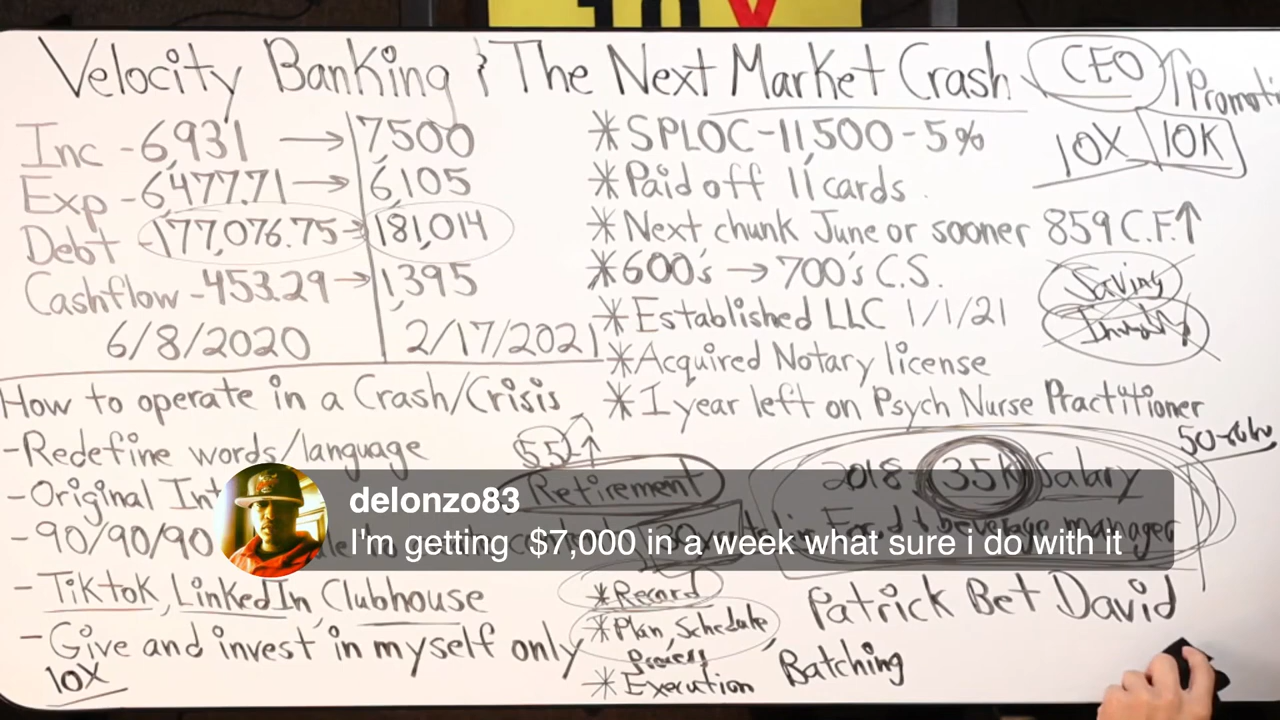 10X
Velocity Banking & The Next Market Crash
CEO
10X 10K
Inc - 6,931 → 7500
Exp - 6,477.71 → 6,105
Debt - 177,076.75 → 181,014
Cashflow - 453.29 → 1,395
6/8/2020 2/17/2021
* SPLOC - 11,500 - 5%
* Paid off 11 cards
* Next chunk June or sooner 859 C.F.↑
* 600's → 700's C.S.
Saving
* Established LLC 1/1/21
* Acquired Notary license
* 1 year left on Psych Nurse Practitioner
How to operate in a Crash/Crisis
- Redefine words/language
55 ↑
- Original Int
Retirement
2018 - 35K Salary
- 90/90/90
beverage manager
delonzo83
I'm getting $7,000 in a week what sure i do with it
- TikTok, LinkedIn, Clubhouse
- Give and invest in myself only
10X
* Record
* Plan, Schedule,
Process
* Execution
Batching
Patrick Bet David